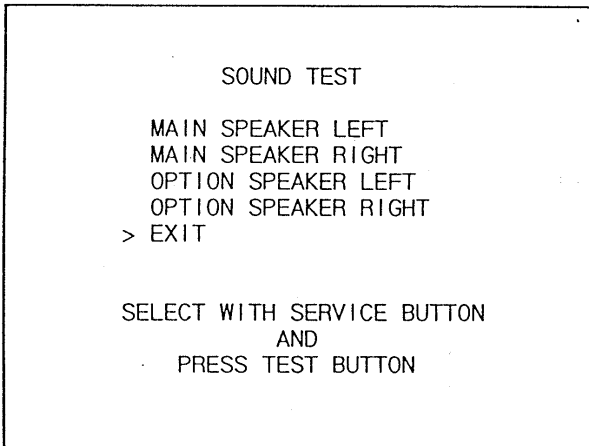 SOUND TEST
MAIN SPEAKER LEFT
MAIN SPEAKER RIGHT
OPTION SPEAKER LEFT
OPTION SPEAKER RIGHT
> EXIT
SELECT WITH SERVICE BUTTON
AND
PRESS TEST BUTTON